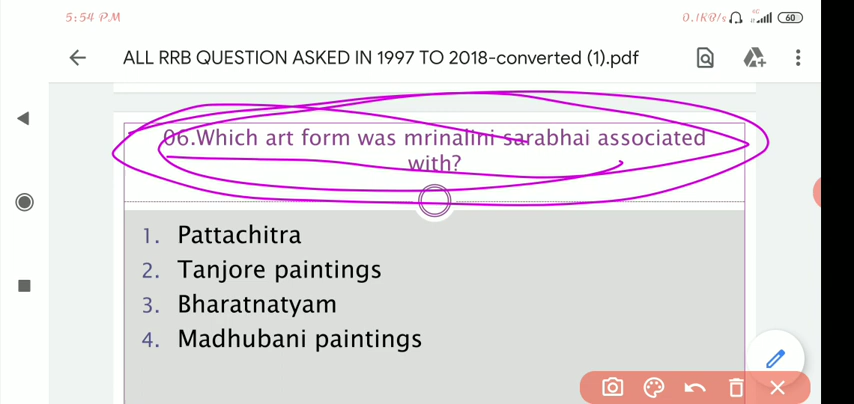 5:54 PM
0.1KB/s 4G 60
ALL RRB QUESTION ASKED IN 1997 TO 2018-converted (1).pdf
06.Which art form was mrinalini sarabhai associated
with?
1. Pattachitra
2. Tanjore paintings
3. Bharatnatyam
4. Madhubani paintings